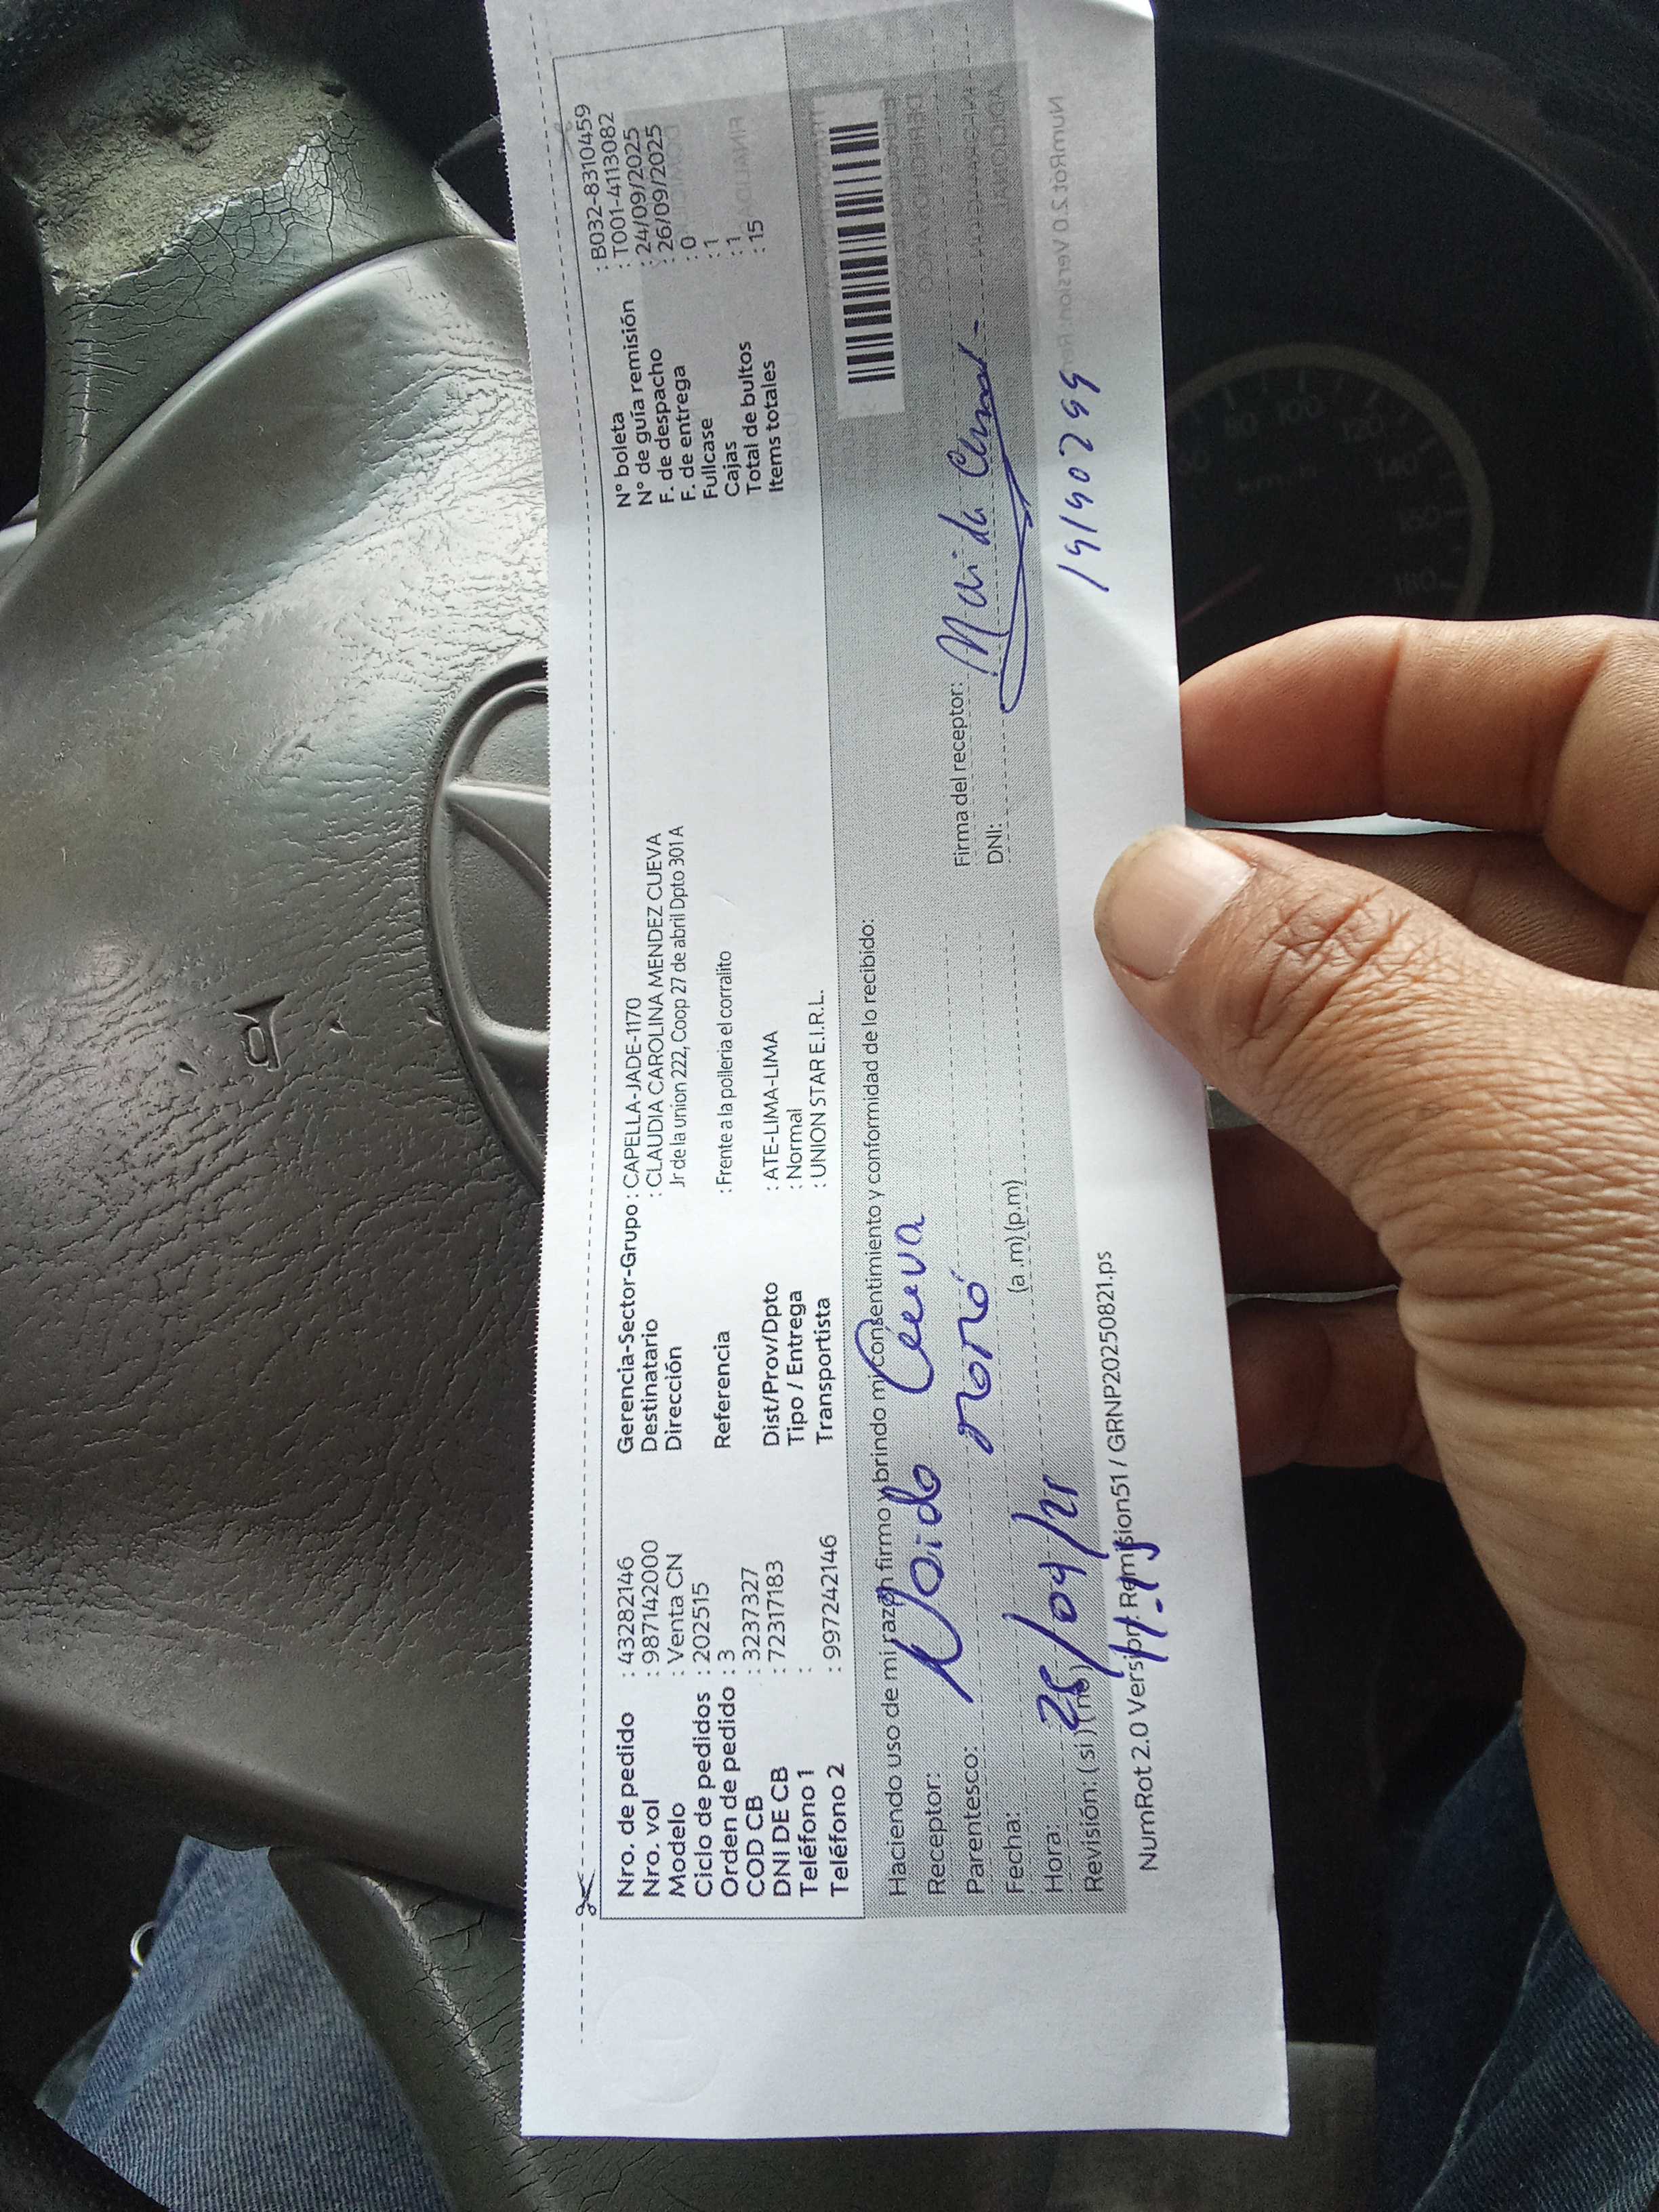 Nro. de pedido : 43282146
Nro. vol : 987142000
Modelo : Venta CN
Ciclo de pedidos : 202515
Orden de pedido : 3
COD CB : 3237327
DNI DE CB : 72317183
Teléfono 1 :
Teléfono 2 : 997242146
Gerencia-Sector-Grupo : CAPELLA-JADE-1170
Destinatario : CLAUDIA CAROLINA MENDEZ CUEVA
Dirección Jr de la union 222, Coop 27 de abril Dpto 301 A
Referencia : Frente a la polleria el corralito
Dist/Prov/Dpto : ATE-LIMA-LIMA
Tipo / Entrega : Normal
Transportista : UNION STAR E.I.R.L.
N° boleta : B032-8310459
N° de guía remisión : T001-4113082
F. de despacho : 24/09/2025
F. de entrega : 26/09/2025
Fullcase : 0
Cajas : 1
Total de bultos : 1
Items totales : 15
Haciendo uso de mi razón firmo y brindo mi consentimiento y conformidad de lo recibido:
Receptor: Cueva
Parentesco:
Fecha: (a.m) (p.m)
Hora: 25/09/25
Revisión: (si) (no)
Firma del receptor:
DNI:
19190299
NumRot 2.0 Version: Remision51 / GRNP20250821.ps